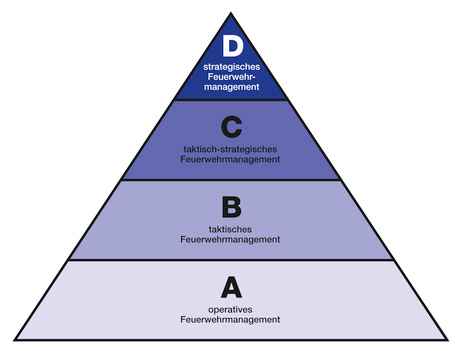 D
strategisches
Feuerwehr-
management
C
taktisch-strategisches
Feuerwehrmanagement
B
taktisches
Feuerwehrmanagement
A
operatives
Feuerwehrmanagement